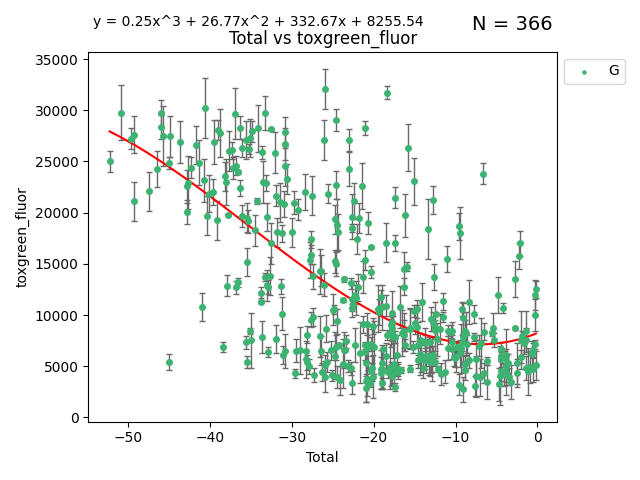 y = 0.25x^3 + 26.77x^2 + 332.67x + 8255.54
N = 366
Total vs toxgreen_fluor
G
toxgreen_fluor
35000
30000
25000
20000
15000
10000
5000
0
−50
−40
−30
−20
−10
0
Total